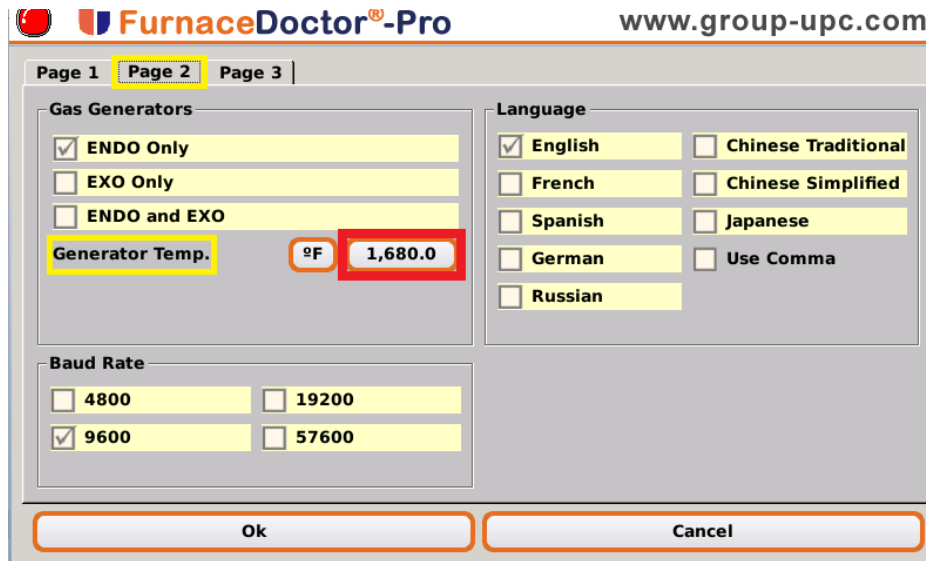 FurnaceDoctor®-Pro
www.group-upc.com
Page 1 Page 2 Page 3
Gas Generators
ENDO Only
EXO Only
ENDO and EXO
Generator Temp. ºF 1,680.0
Language
English Chinese Traditional
French Chinese Simplified
Spanish Japanese
German Use Comma
Russian
Baud Rate
4800 19200
9600 57600
Ok Cancel